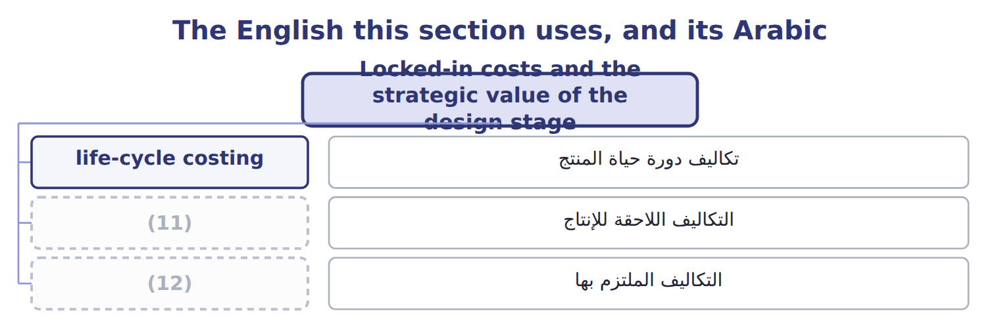 The English this section uses, and its Arabic
Locked-in costs and the
strategic value of the
design stage
life-cycle costing
تكاليف دورة حياة المنتج
(11)
التكاليف اللاحقة للإنتاج
(12)
التكاليف الملتزم بها